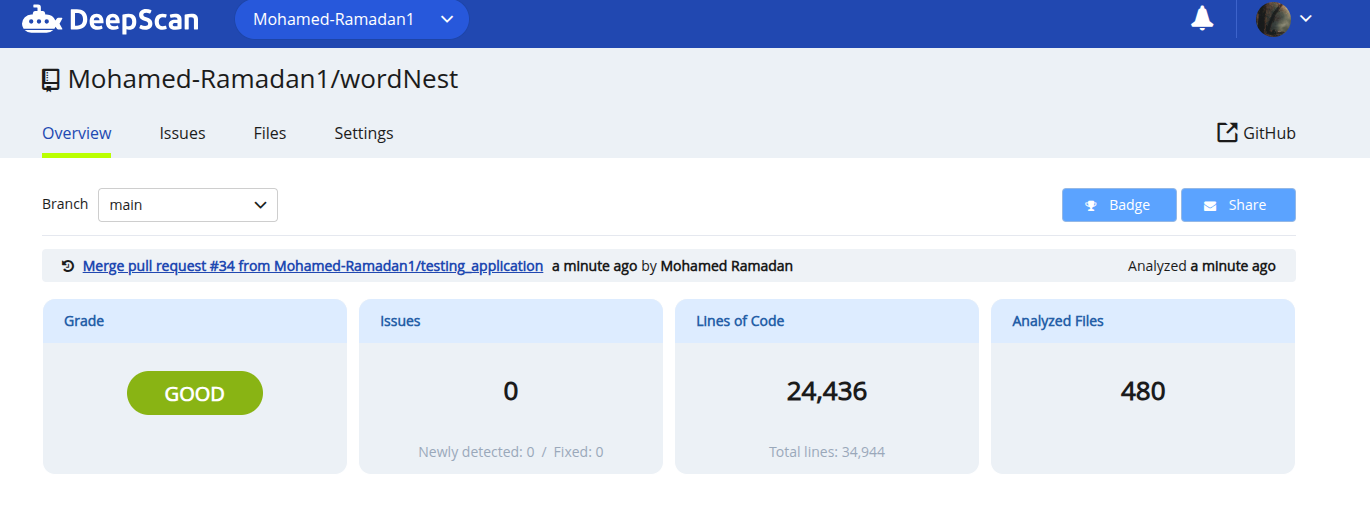 DeepScan Mohamed-Ramadan1
Mohamed-Ramadan1/wordNest
Overview Issues Files Settings GitHub
Branch main Badge Share
Merge pull request #34 from Mohamed-Ramadan1/testing_application a minute ago by Mohamed Ramadan Analyzed a minute ago
Grade Issues Lines of Code Analyzed Files
GOOD 0 24,436 480
Newly detected: 0 / Fixed: 0 Total lines: 34,944